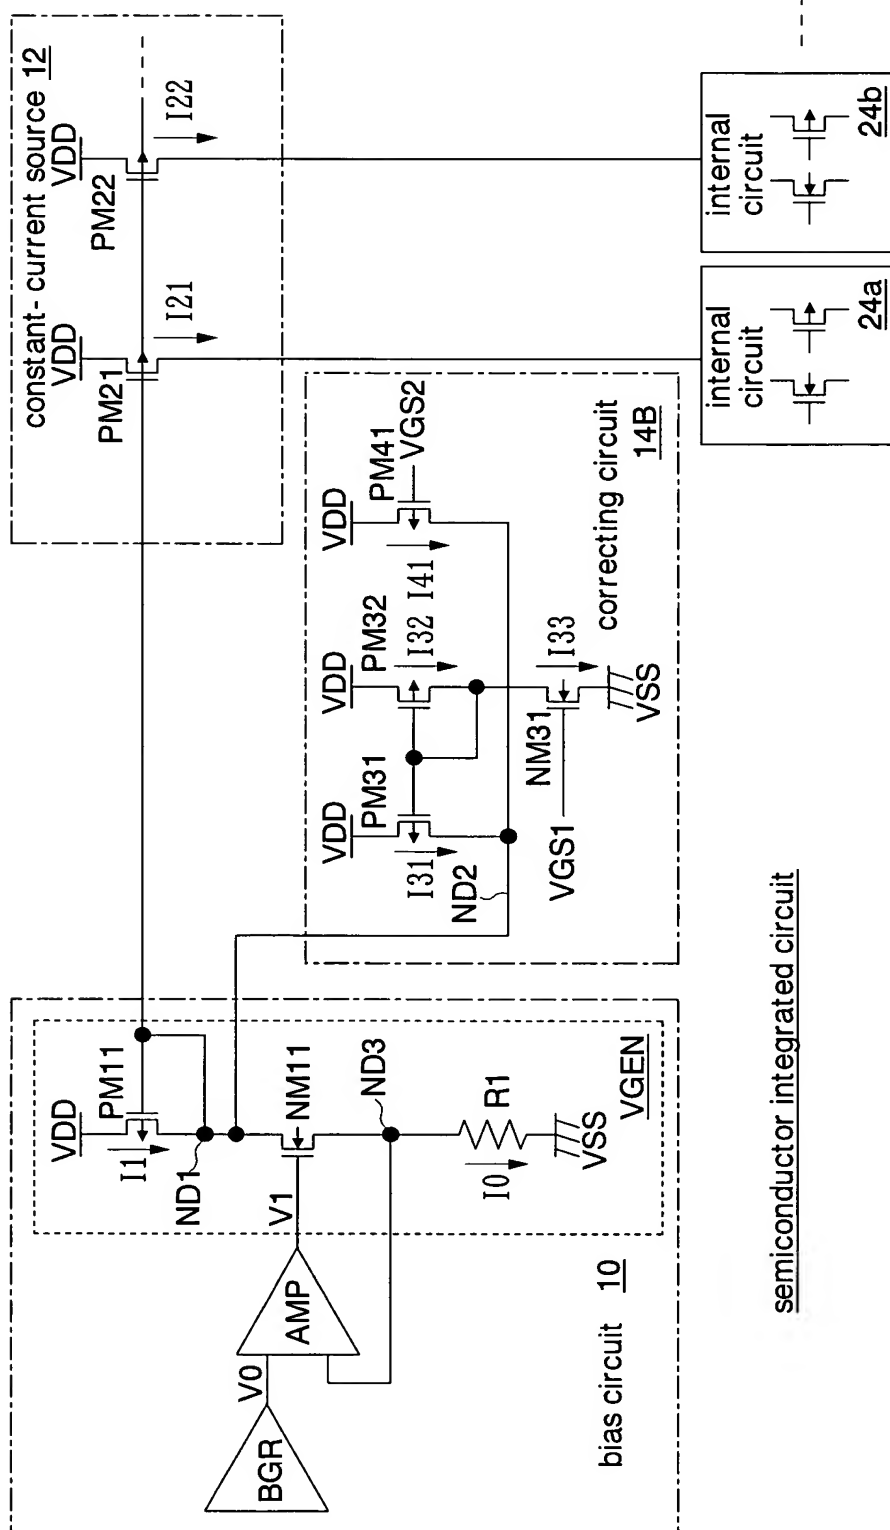 bias circuit 10
BGR
V0
AMP
V1
VDD
PM11
I1
ND1
NM11
ND3
R1
I0
VSS
VGEN
constant-current source 12
VDD
PM21
I21
VDD
PM22
I22
correcting circuit
14B
VDD
PM31
I31
ND2
VDD
PM32
I32
VDD
PM41
VGS2
I41
NM31
VGS1
I33
VSS
internal
circuit
24a
internal
circuit
24b
semiconductor integrated circuit